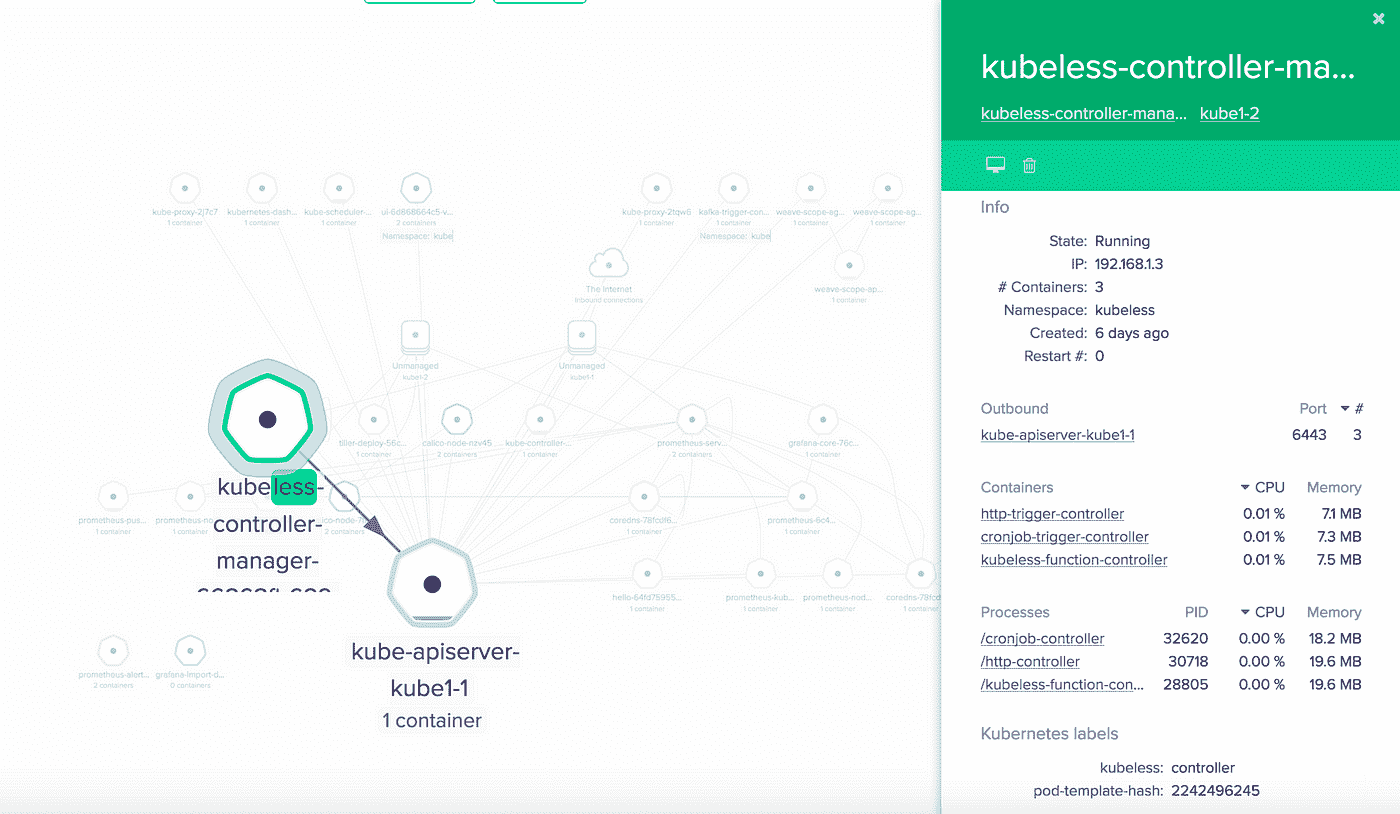 kube-proxy-2j7c7 kubernetes-dash... kube-scheduler-... ui-6d868664c5-v... kube-proxy-2tqw6 kafka-trigger-con... weave-scope-ag... weave-scope-ag...
1 container 1 container 1 container 2 containers 1 container 1 container 1 container 1 container
Namespace: kube Namespace: kube
The Internet
Inbound connections
weave-scope-ap...
1 container
Unmanaged Unmanaged
kube1-2 kube1-1
tiller-deploy-56c... calico-node-nzv45 kube-controller-... prometheus-serv... grafana-core-76c...
1 container 2 containers 1 container 2 containers 1 container
kubeless-
controller-
manager-
prometheus-pus... prometheus-no coredns-78fcdf6... prometheus-6c4...
1 container 1 container 2 containers 1 container 1 container
hello-64fd75955... prometheus-kub... prometheus-nod... coredns-78fcd
1 container 1 container 1 container 1 container
kube-apiserver-
kube1-1
1 container
prometheus-alert... grafana-import-d...
2 containers 0 containers
kubeless-controller-ma...
kubeless-controller-mana... kube1-2
Info
State: Running
IP: 192.168.1.3
# Containers: 3
Namespace: kubeless
Created: 6 days ago
Restart #: 0
Outbound Port #
kube-apiserver-kube1-1 6443 3
Containers CPU Memory
http-trigger-controller 0.01 % 7.1 MB
cronjob-trigger-controller 0.01 % 7.3 MB
kubeless-function-controller 0.01 % 7.5 MB
Processes PID CPU Memory
/cronjob-controller 32620 0.00 % 18.2 MB
/http-controller 30718 0.00 % 19.6 MB
/kubeless-function-con... 28805 0.00 % 19.6 MB
Kubernetes labels
kubeless: controller
pod-template-hash: 2242496245